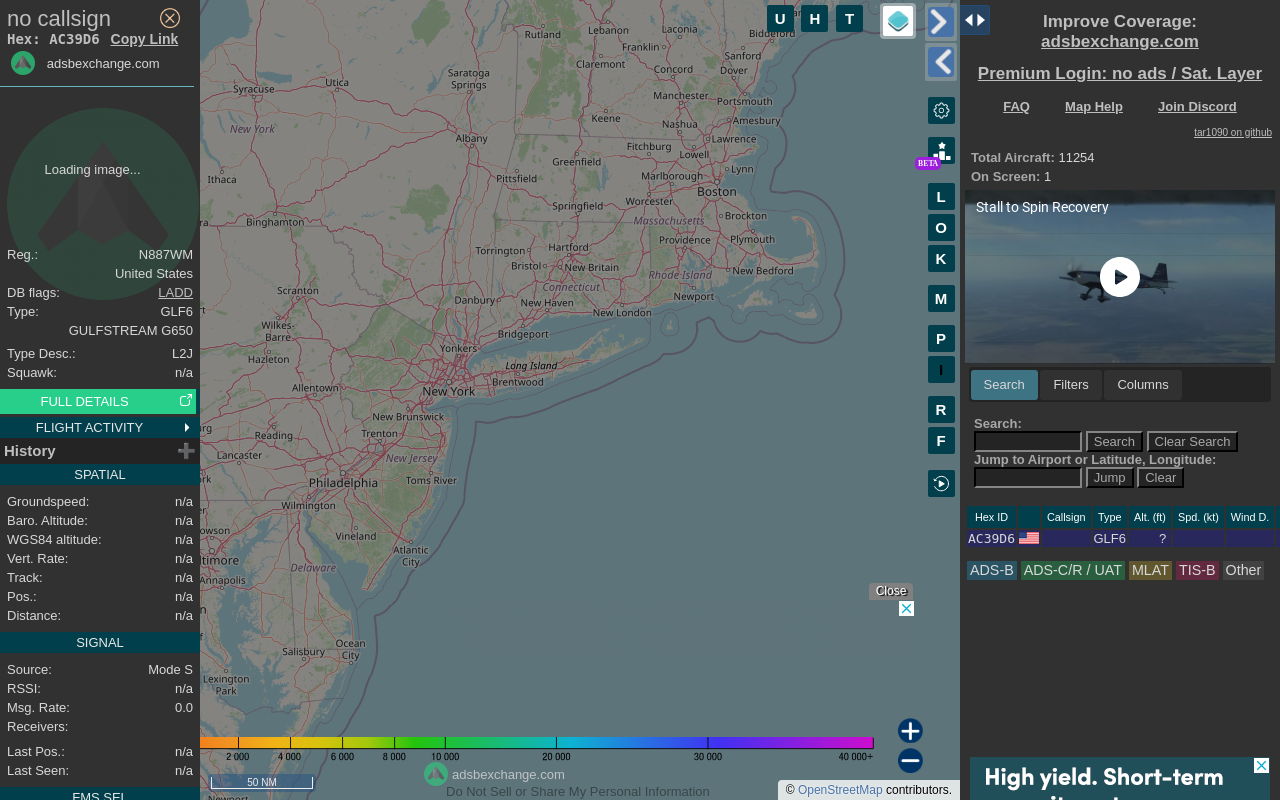 no callsign
Hex: AC39D6 Copy Link
adsbexchange.com
Loading image...
Reg.: N887WM
United States
DB flags: LADD
Type: GLF6
GULFSTREAM G650
Type Desc.: L2J
Squawk: n/a
FULL DETAILS
FLIGHT ACTIVITY
History
SPATIAL
Groundspeed: n/a
Baro. Altitude: n/a
WGS84 altitude: n/a
Vert. Rate: n/a
Track: n/a
Pos.: n/a
Distance: n/a
SIGNAL
Source: Mode S
RSSI: n/a
Msg. Rate: 0.0
Receivers:
Last Pos.: n/a
Last Seen: n/a
FMS SEL
Rutland
Lebanon
Laconia
Biddeford
Franklin
Sanford
Claremont
Concord
Dover
Saratoga
Springs
Utica
Syracuse
Manchester
Portsmouth
Keene
Nashua
Amesbury
New York
Albany
Fitchburg
Lawrence
Greenfield
Lowell
Lynn
Ithaca
Pittsfield
Marlborough
Boston
Springfield
Worcester
Brockton
Binghamton
Massachusetts
Torrington
Hartford
Providence
Plymouth
Bristol
New Britain
Rhode Island
New Bedford
Connecticut
Scranton
Danbury
New Haven
New London
Newport
Wilkes-
Barre
Bridgeport
Yonkers
Hazleton
Long Island
Brentwood
Allentown
New York
New Brunswick
Reading
Trenton
Lancaster
New Jersey
Philadelphia
Toms River
Wilmington
Vineland
Atlantic
City
Annapolis
Delaware
Ocean
City
Salisbury
Lexington
Park
U H T
BETA
L
O
K
M
P
I
R
F
Close
2 000 4 000 6 000 8 000 10 000 20 000 30 000 40 000+
50 NM
adsbexchange.com
Do Not Sell or Share My Personal Information
© OpenStreetMap contributors.
Improve Coverage:
adsbexchange.com
Premium Login: no ads / Sat. Layer
FAQ Map Help Join Discord
tar1090 on github
Total Aircraft: 11254
On Screen: 1
Stall to Spin Recovery
Search Filters Columns
Search:
Search Clear Search
Jump to Airport or Latitude, Longitude:
Jump Clear
Hex ID Callsign Type Alt. (ft) Spd. (kt) Wind D.
AC39D6 GLF6 ?
ADS-B ADS-C/R / UAT MLAT TIS-B Other
High yield. Short-term